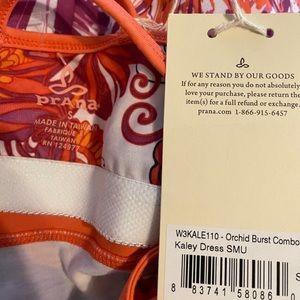 prAna
S
MADE IN TAIWAN
FABRIQUE
TAIWAN
RN 124577
WE STAND BY OUR GOODS
If for any reason you do not absolutely
love your purchase, please return the
item(s) for a full refund or exchange.
prana.com 1-866-915-6457
W3KALE110 - Orchid Burst Combo
Kaley Dress SMU
8 83741 58086
S